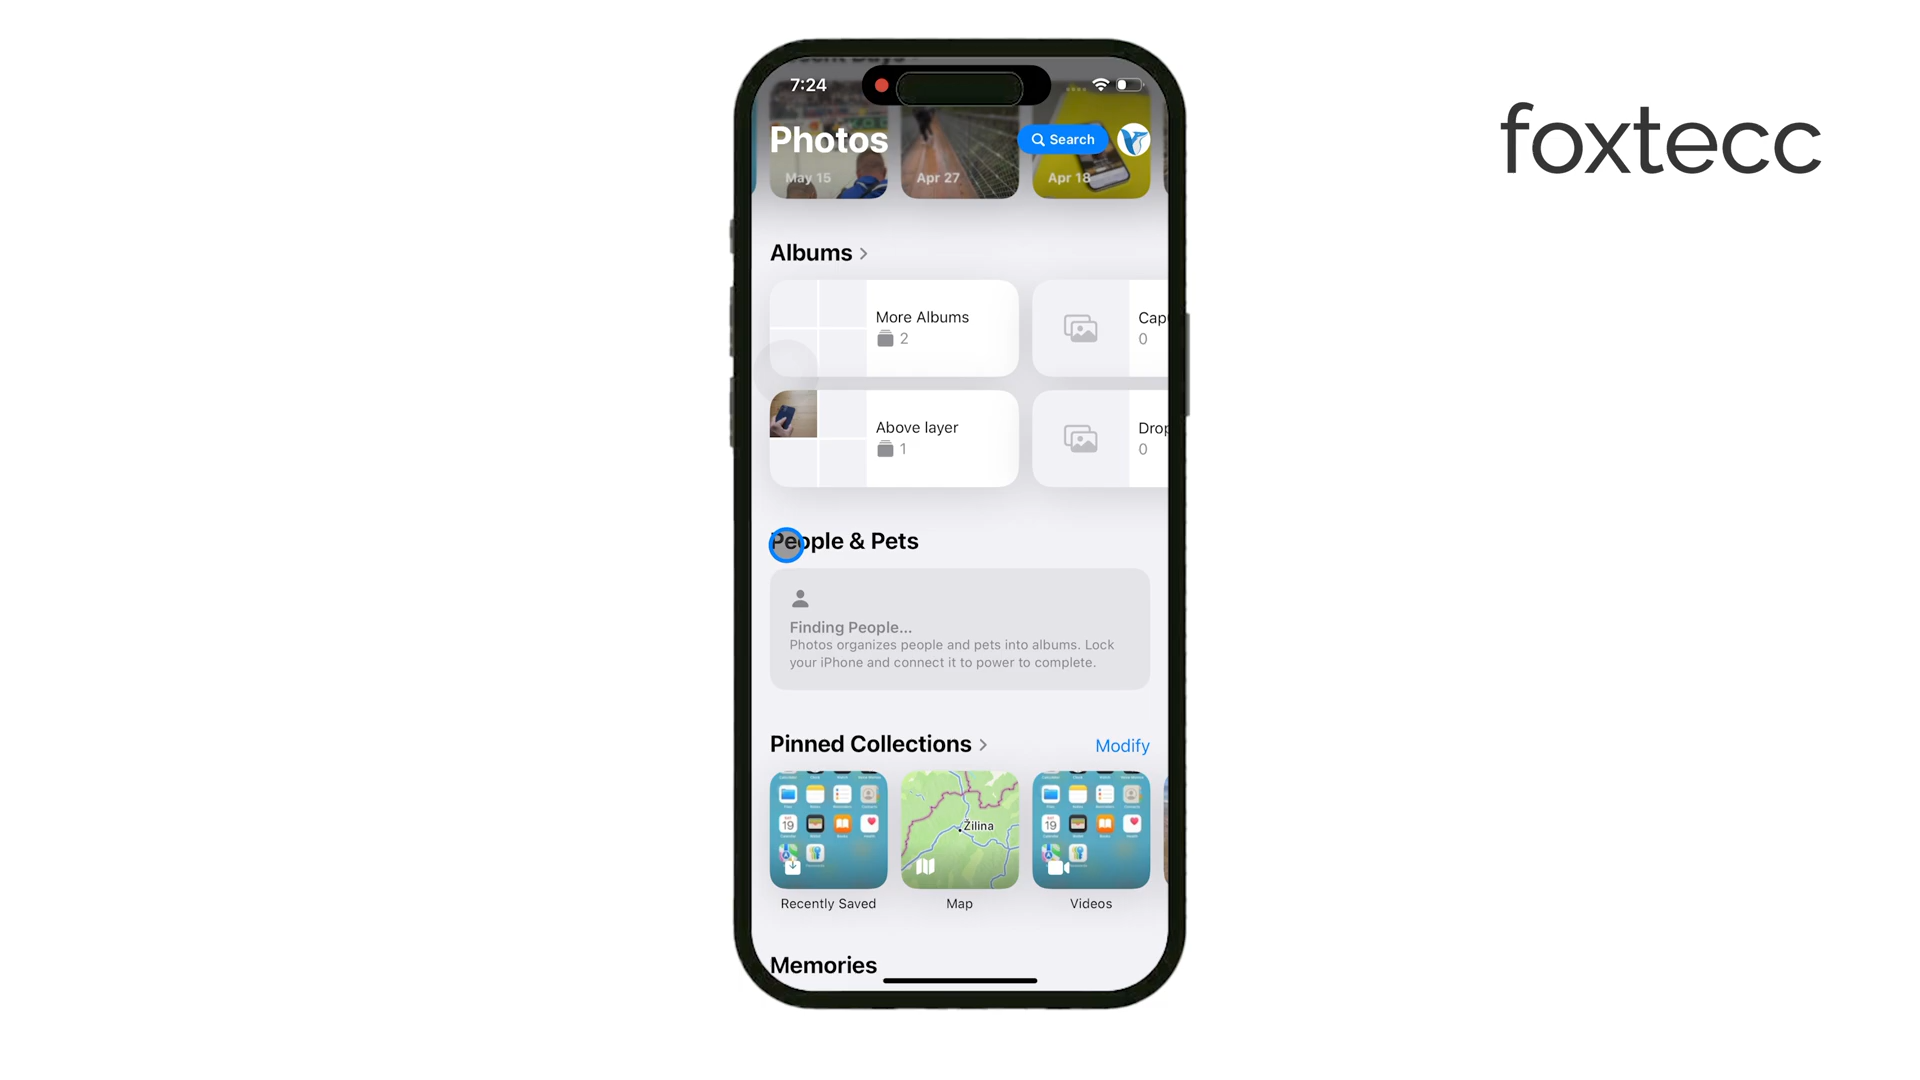 foxtecc
7:24
Photos
Search
May 15
Apr 27
Apr 18
Albums
More Albums
2
Cap
0
Above layer
1
Drop
0
People & Pets
Finding People...
Photos organizes people and pets into albums. Lock
your iPhone and connect it to power to complete.
Pinned Collections
Modify
19
Žilina
19
Recently Saved
Map
Videos
Memories